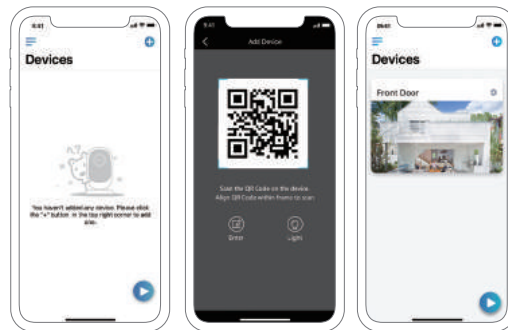 9:41
Devices
You haven't added any device. Please click
the "+" button in the top right corner to add
one.
9:41
Add Device
Scan the QR Code on the device.
Align QR Code within frame to scan
Enter
Light
Devices
Front Door